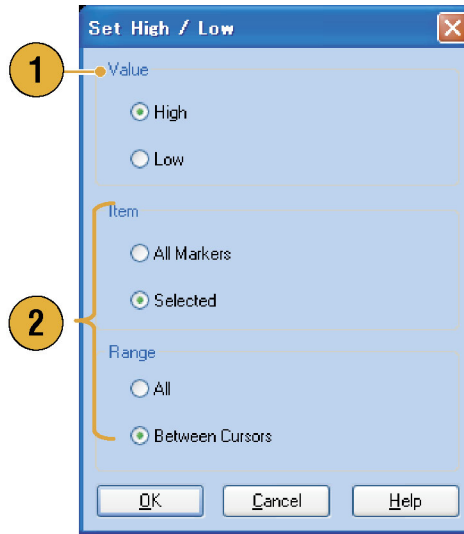 Set High / Low
1
Value
High
Low
2
Item
All Markers
Selected
Range
All
Between Cursors
OK
Cancel
Help